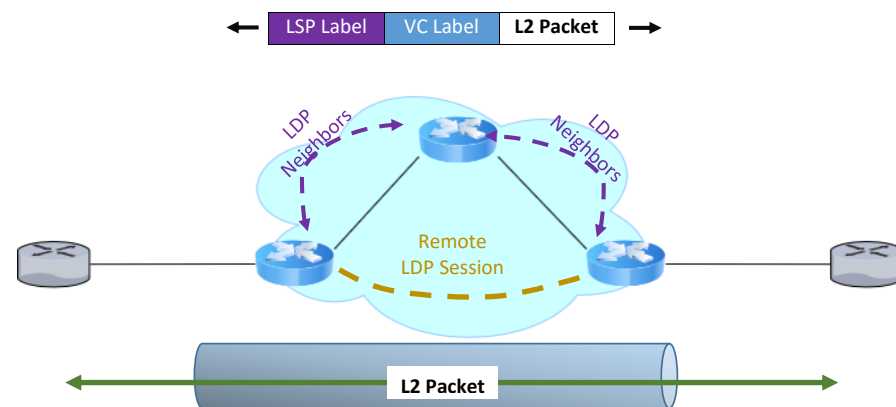 LSP Label VC Label L2 Packet
LDP
Neighbors
LDP
Neighbors
Remote
LDP Session
L2 Packet